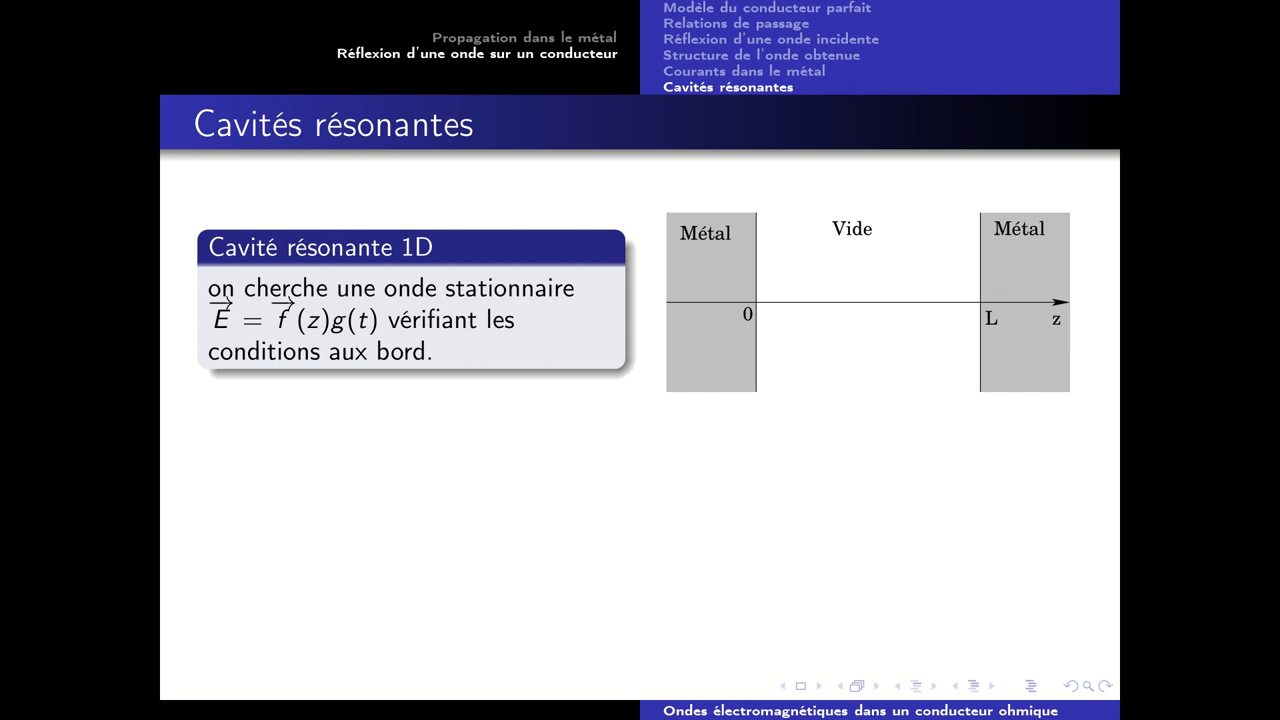 Propagation dans le métal
Réflexion d'une onde sur un conducteur
Modèle du conducteur parfait
Relations de passage
Réflexion d'une onde incidente
Structure de l'onde obtenue
Courants dans le métal
Cavités résonantes
Cavités résonantes
Cavité résonante 1D
on cherche une onde stationnaire
$\overrightarrow{E} = \overrightarrow{f}(z)g(t)$ vérifiant les
conditions aux bord.
Métal
Vide
Métal
0
L
z
Ondes électromagnétiques dans un conducteur ohmique